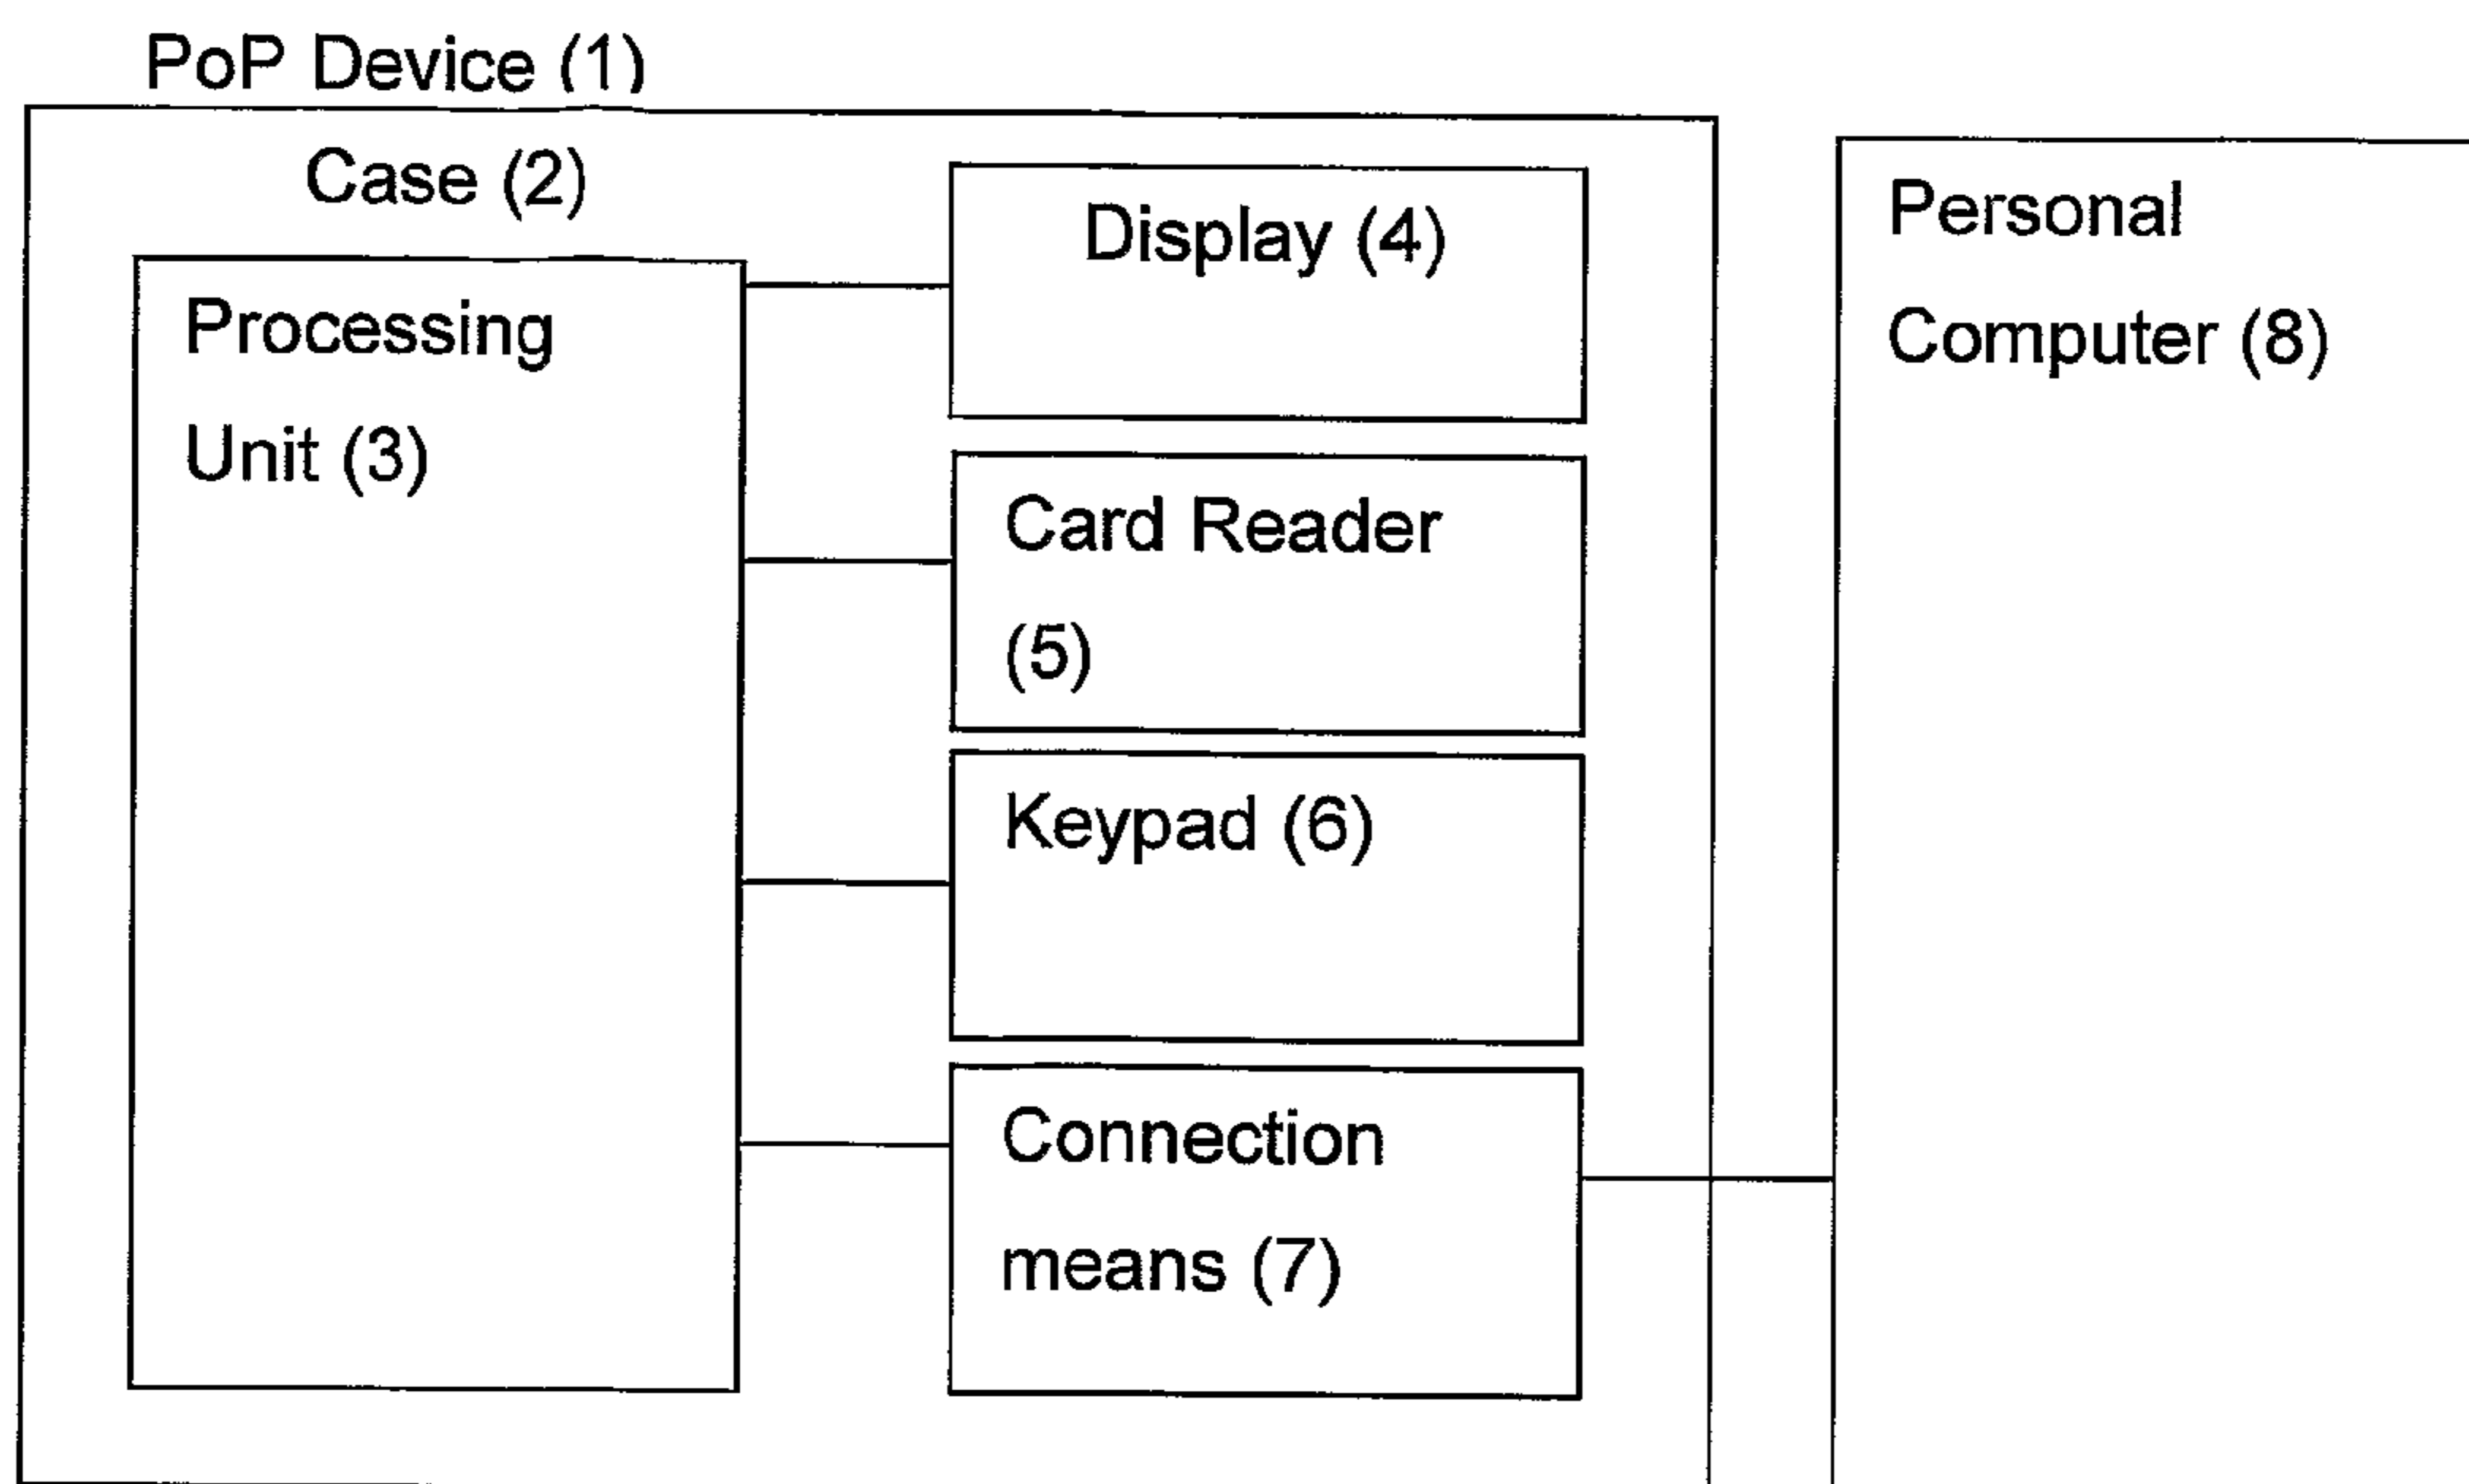 PoP Device (1)
Case (2)
Processing
Unit (3)
Display (4)
Card Reader
(5)
Keypad (6)
Connection
means (7)
Personal
Computer (8)